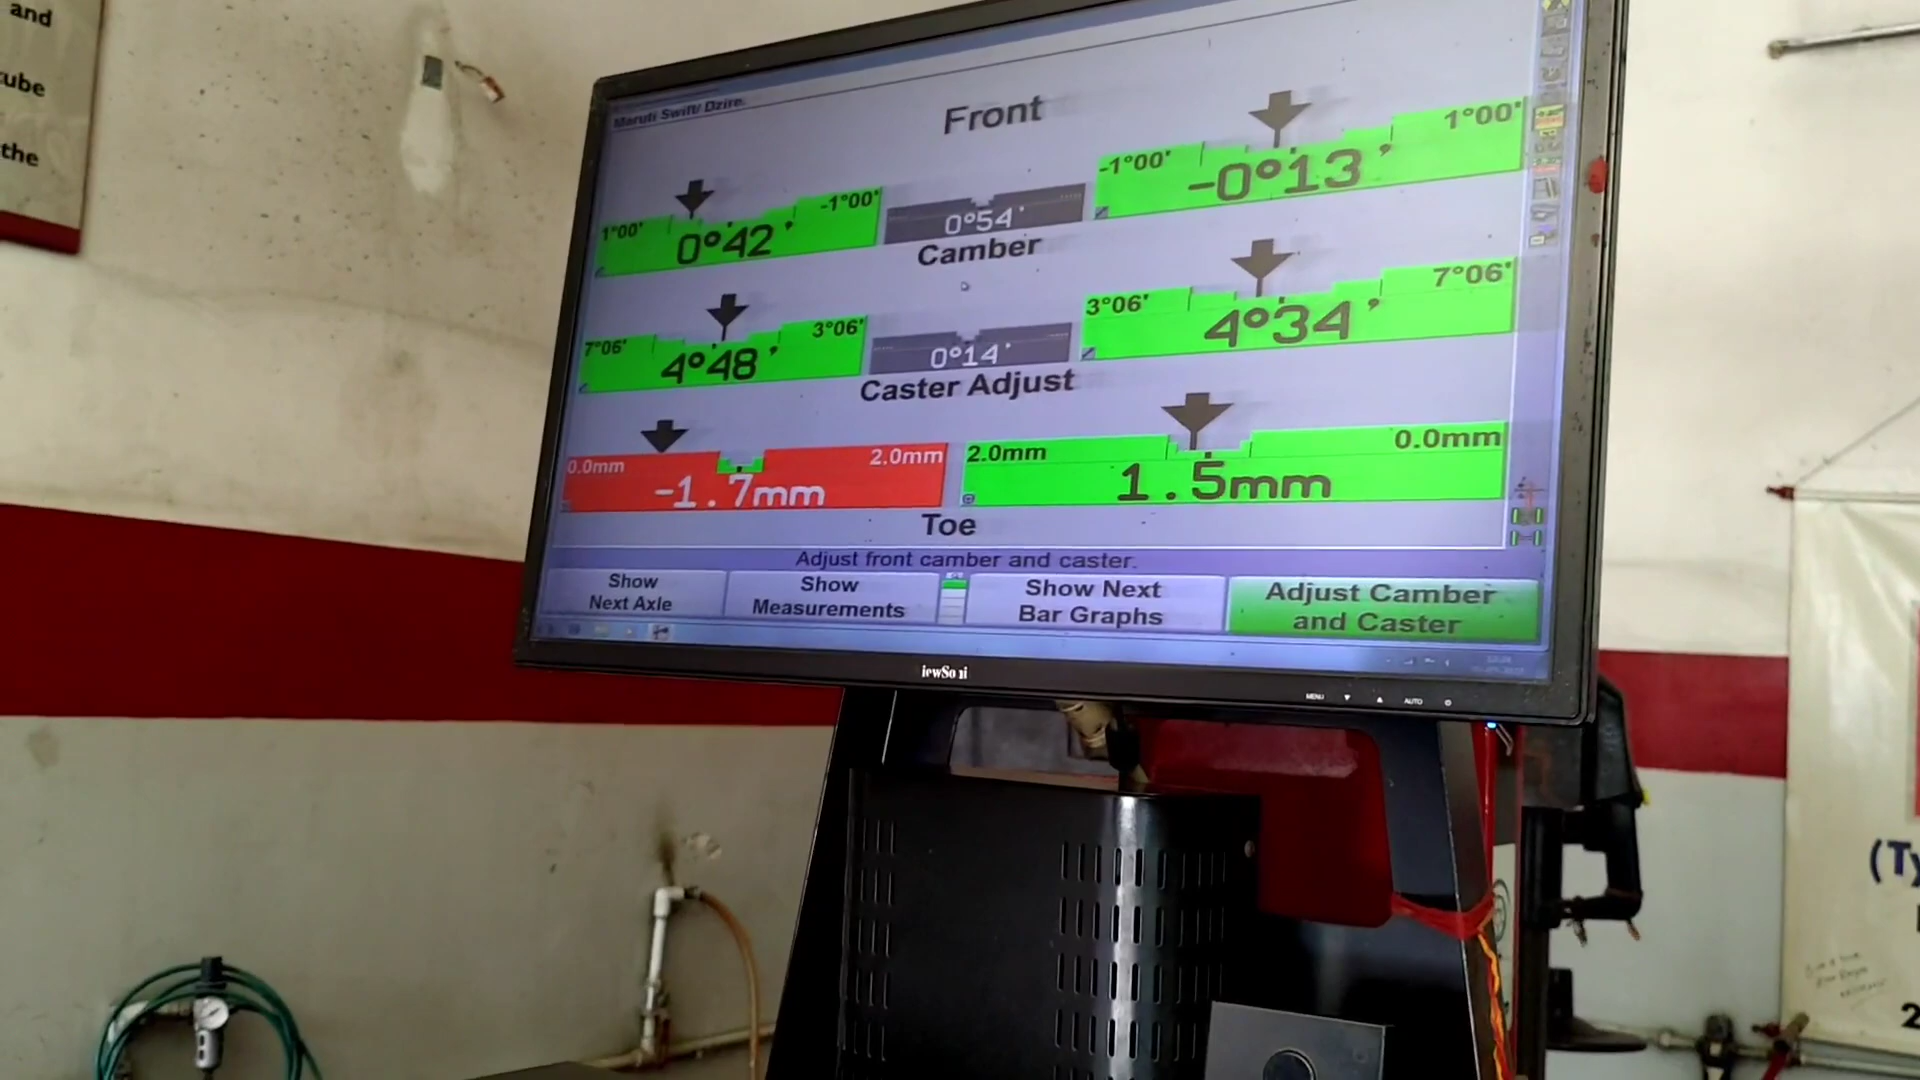 and
cube
the
Maruti Swift/ Dzire.
Front
1°00' -1°00'
0°42'
0°54'
-1°00' 1°00'
-0°13'
Camber
7°06' 3°06'
4°48'
0°14'
3°06' 7°06'
4°34'
Caster Adjust
0.0mm 2.0mm
-1.7mm
2.0mm 0.0mm
1.5mm
Toe
Adjust front camber and caster.
Show
Next Axle
Show
Measurements
Show Next
Bar Graphs
Adjust Camber
and Caster
MENU
AUTO
(Ty
2